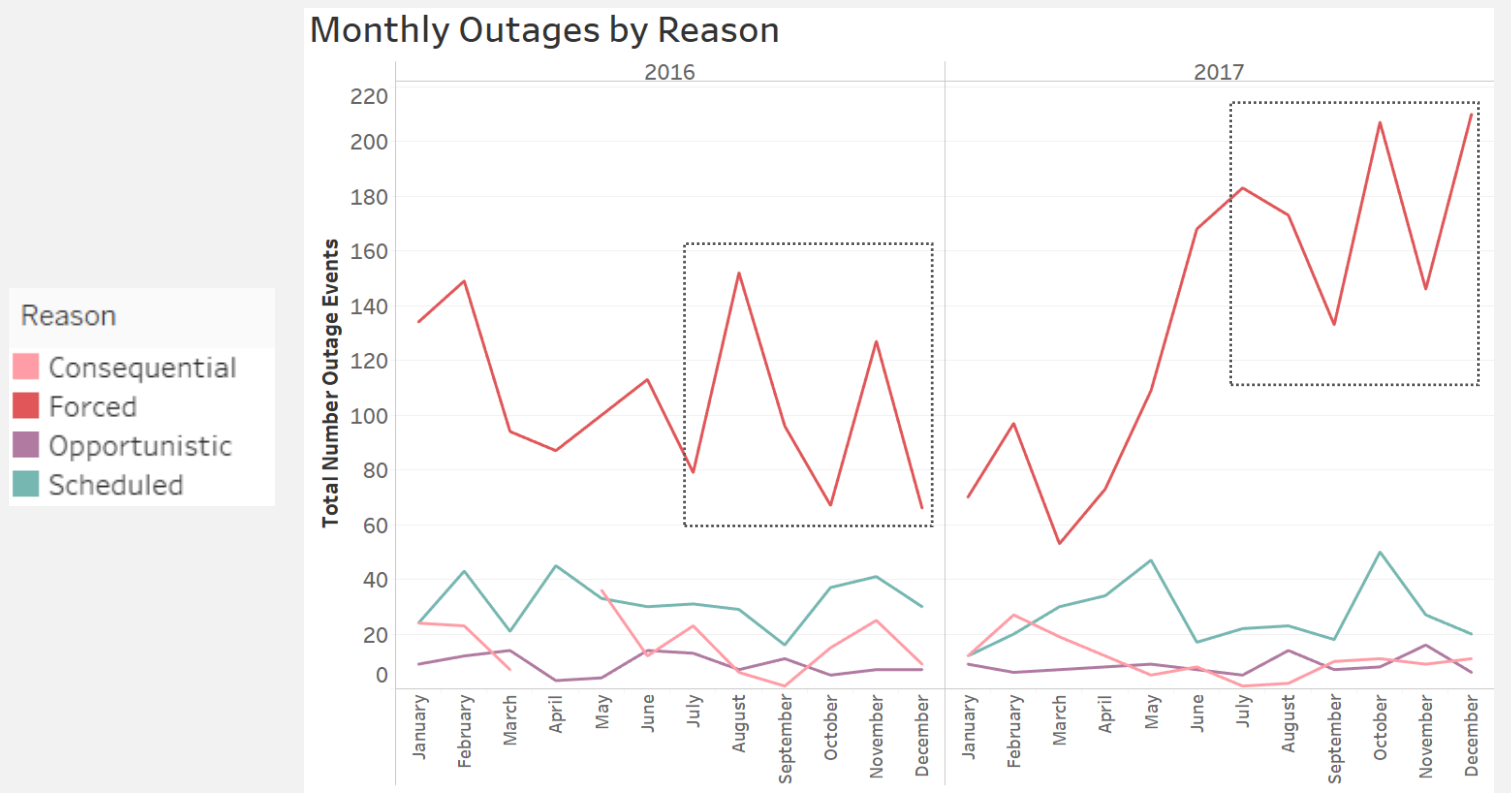 Monthly Outages by Reason
2016
2017
220
200
180
160
140
120
100
80
60
40
20
0
Total Number Outage Events
January
February
March
April
May
June
July
August
September
October
November
December
January
February
March
April
May
June
July
August
September
October
November
December
Reason
Consequential
Forced
Opportunistic
Scheduled